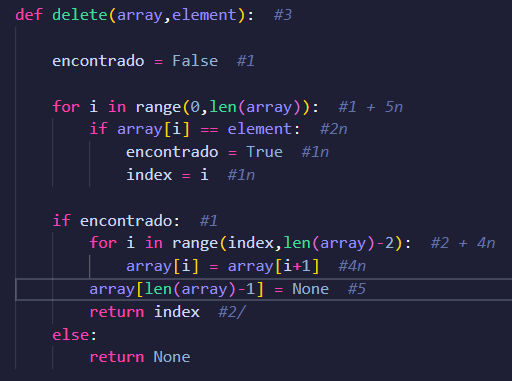 def delete(array,element):  #3
encontrado = False  #1
for i in range(0,len(array)):  #1 + 5n
if array[i] == element:  #2n
encontrado = True  #1n
index = i  #1n
if encontrado:  #1
for i in range(index,len(array)-2):  #2 + 4n
array[i] = array[i+1]  #4n
array[len(array)-1] = None  #5
return index  #2/
else:
return None